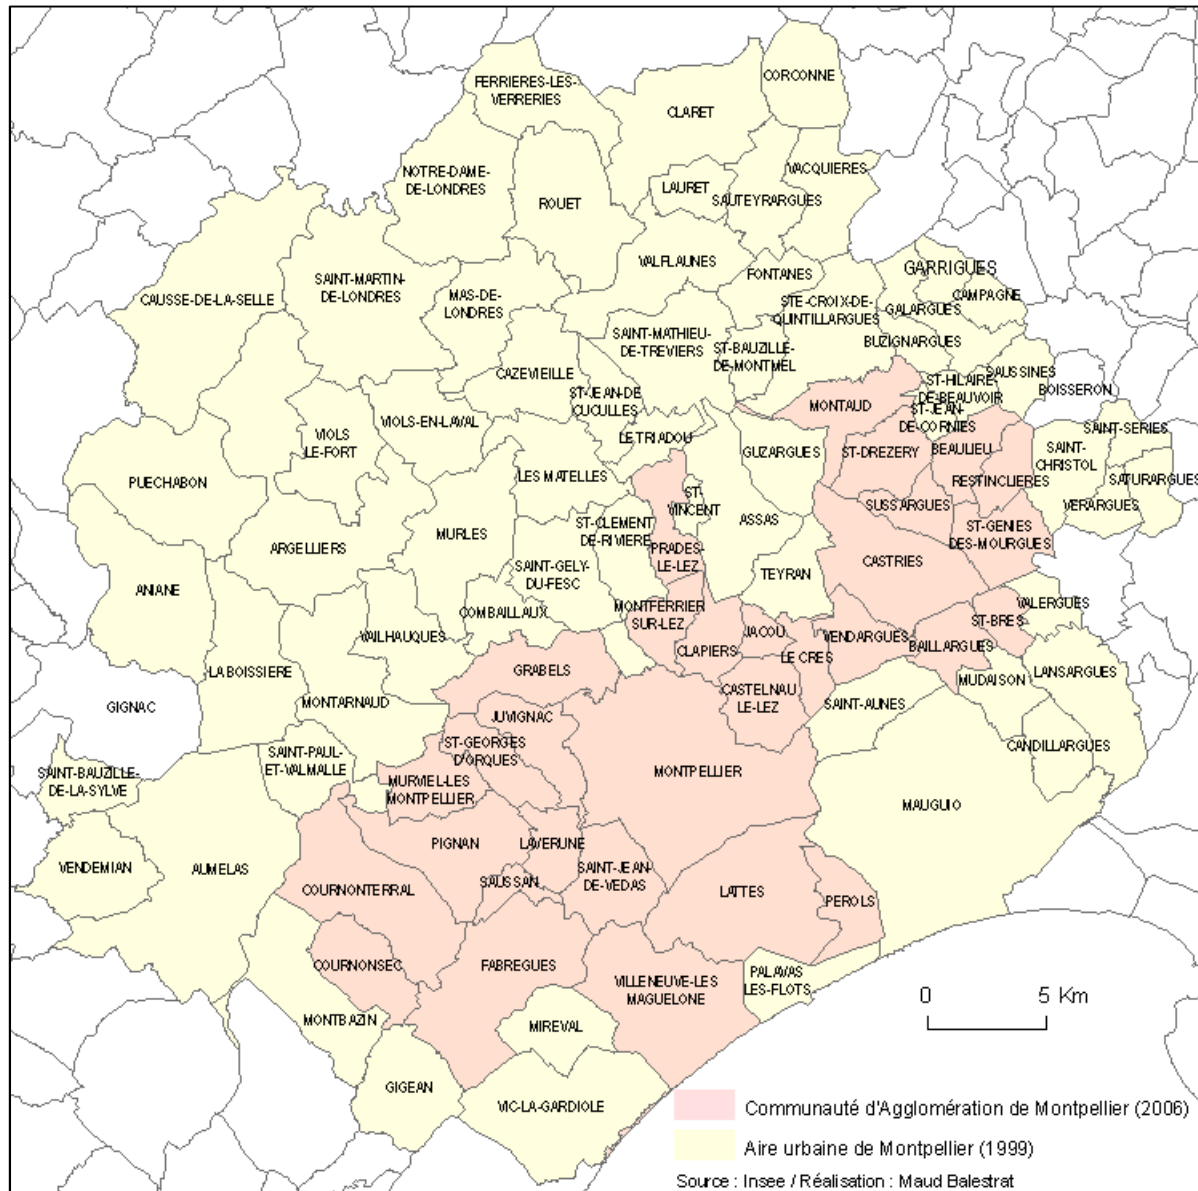 FERRIERES-LES-
VERRERIES
CORCONNE
CLARET
NOTRE-DAME-
DE-LONDRES
ROUET
LAURET
SAUTEYRARGUES
VACQUIERES
CAUSSE-DE-LA-SELLE
SAINT-MARTIN-
DE-LONDRES
MAS-DE-
LONDRES
VALFLAUNES
FONTANES
GARRIGUES
CAMPAGNE
GALARGUES
STE-CROIX-DE-
QUINTILLARGUES
BUZIGNARGUES
SAINT-MATHIEU-
DE-TREVIERS
ST-BAUZILLE-
DE-MONTMEL
CAZEVIEILLE
ST-JEAN-DE
CUCULLES
SAUSSINES
BOISSERON
ST-HILAIRE-
DE-BEAUVOIR
MONTAUD
ST-JEAN-
DE-CORNIES
VIOLS-EN-LAVAL
VIOLS
LE-FORT
LE TRIADOU
GUZARGUES
ST-DREZERY
BEAULIEU
RESTINCLIERES
SAINT-SERIES
SAINT-
CHRISTOL
SATURARGUES
VERARGUES
PUECHABON
LES MATELLES
ST-
VINCENT
SUSSARGUES
ST-GENIES
DES-MOURGUES
ARGELLIERS
MURLES
ST-CLEMENT
DE-RIVIERE
ASSAS
PRADES-
LE-LEZ
CASTRIES
ANIANE
SAINT-GELY-
DU-FESC
TEYRAN
COMBAILLAUX
MONTFERRIER
SUR-LEZ
VALERGUES
ST-BRES
VAILHAUQUES
CLAPIERS
JACOU
LE CRES
VENDARGUES
BAILLARGUES
LA BOISSIERE
GRABELS
MUDAISON
LANSARGUES
GIGNAC
MONTARNAUD
CASTELNAU
LE-LEZ
SAINT-AUNES
JUVIGNAC
ST-GEORGES
D'ORQUES
CANDILLARGUES
SAINT-PAUL-
ET-VALMALLE
SAINT-BAUZILLE-
DE-LA-SYLVE
MURVIEL-LES
MONTPELLIER
MONTPELLIER
MAUGUIO
VENDEMIAN
AUMELAS
PIGNAN
LAVERUNE
SAINT-JEAN-
DE-VEDAS
SAUSSAN
COURNONTERRAL
LATTES
PEROLS
COURNONSEC
FABREGUES
VILLENEUVE-LES
MAGUELONE
PALAVAS
LES-FLOTS
MONTBAZIN
MIREVAL
GIGEAN
VIC-LA-GARDIOLE
0 5 Km
Communauté d'Agglomération de Montpellier (2006)
Aire urbaine de Montpellier (1999)
Source : Insee / Réalisation : Maud Balestrat